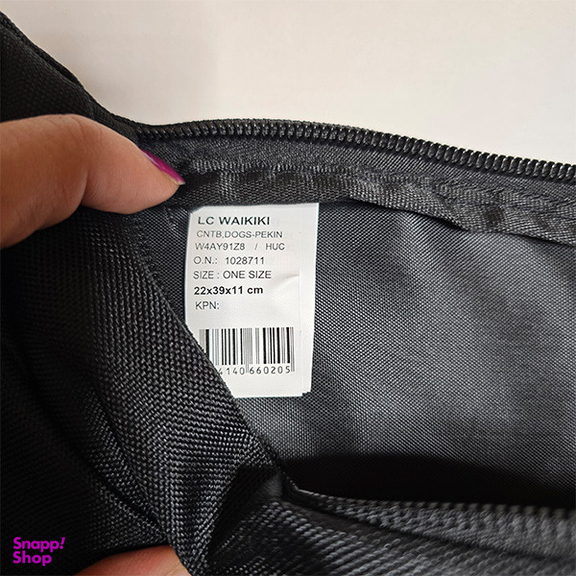 LC WAIKIKI
CNTB,DOGS-PEKIN
W4AY91Z8 / HUC
O.N.: 1028711
SIZE : ONE SIZE
22x39x11 cm
KPN:
4140 660205
Snapp!
Shop